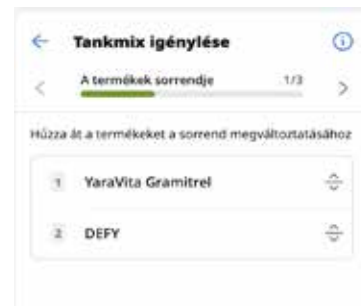 Tankmix igénylése
A termékek sorrendje 1/3
Húzza át a termékeket a sorrend megváltoztatásához
1 YaraVita Gramitrel
2 DEFY